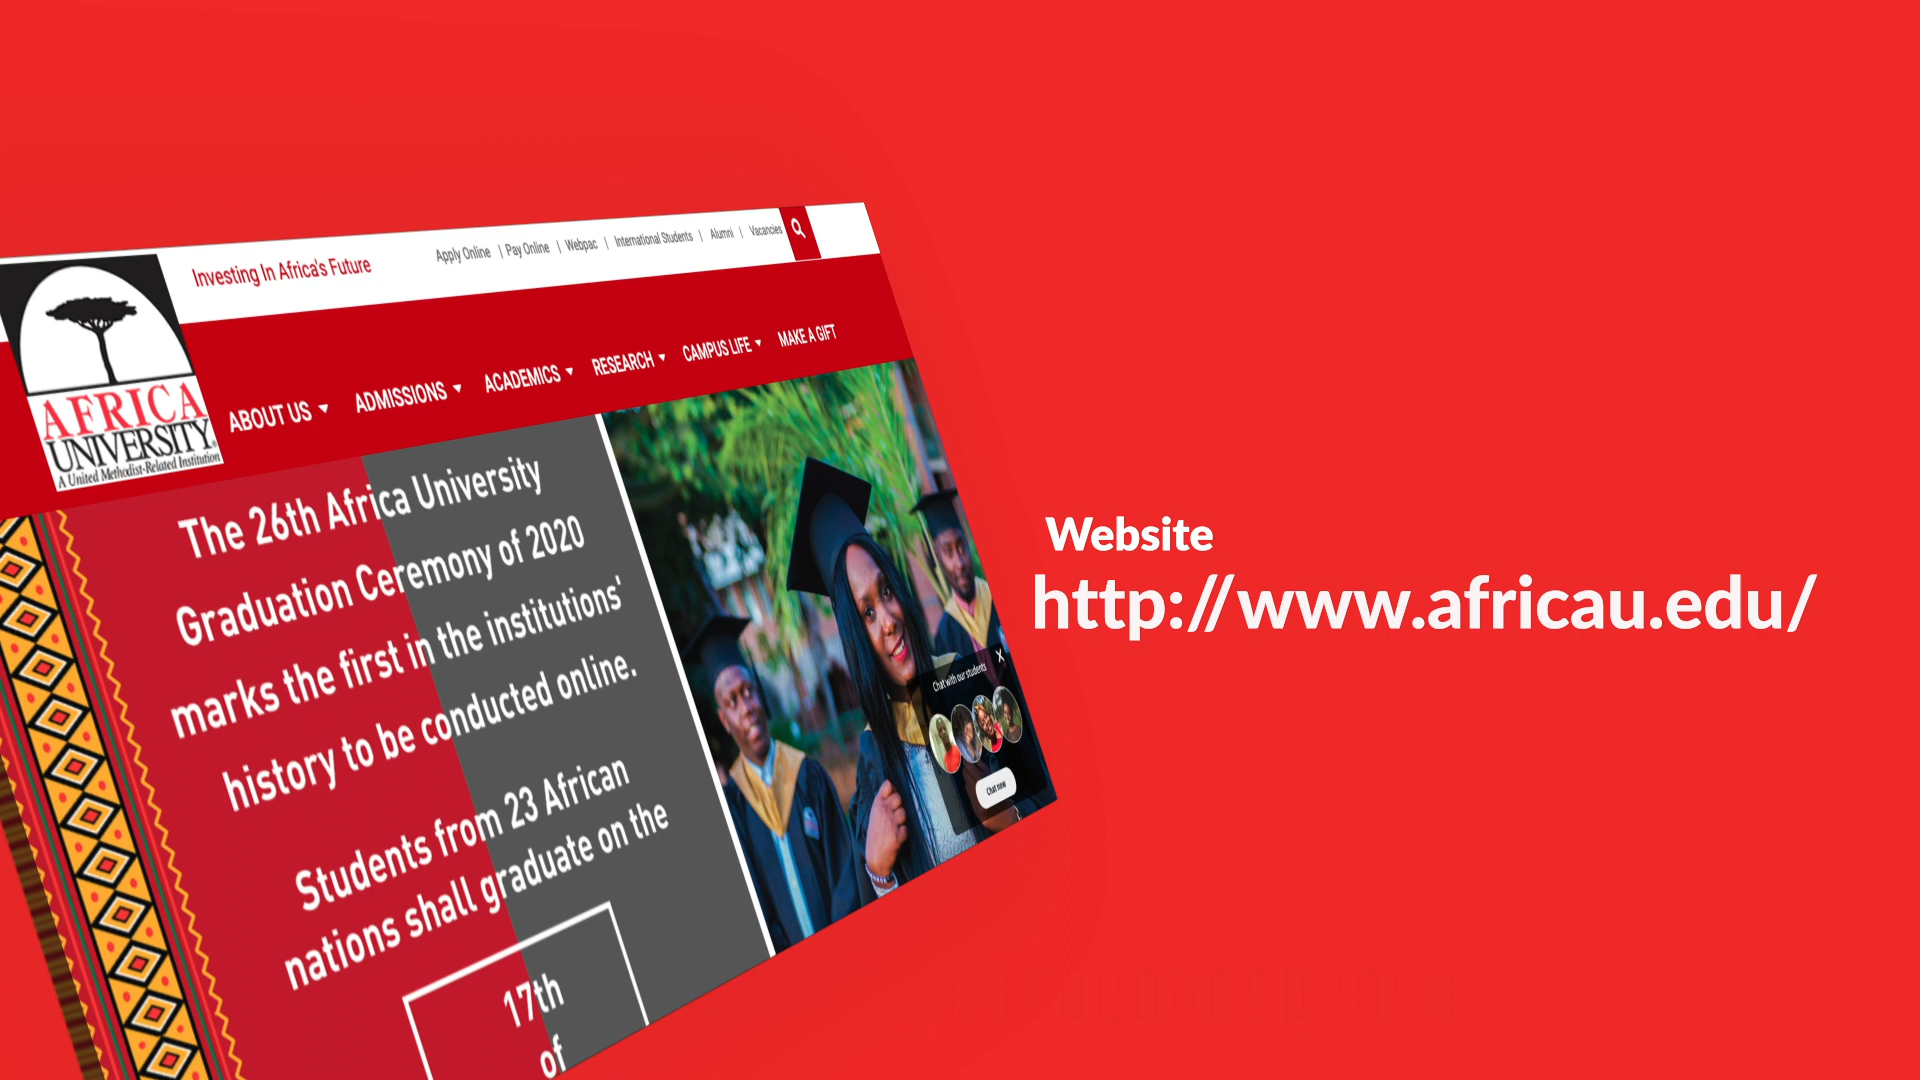 Investing In Africa's Future
Apply Online | Pay Online | Webpac | International Students | Alumni | Vacancies
AFRICA
UNIVERSITY
A United Methodist-Related Institution
ABOUT US ADMISSIONS ACADEMICS RESEARCH CAMPUS LIFE MAKE A GIFT
The 26th Africa University
Graduation Ceremony of 2020
marks the first in the institutions'
history to be conducted online.
Students from 23 African
nations shall graduate on the
17th
of
Chat with our students X
Chat now
Website
http://www.africau.edu/